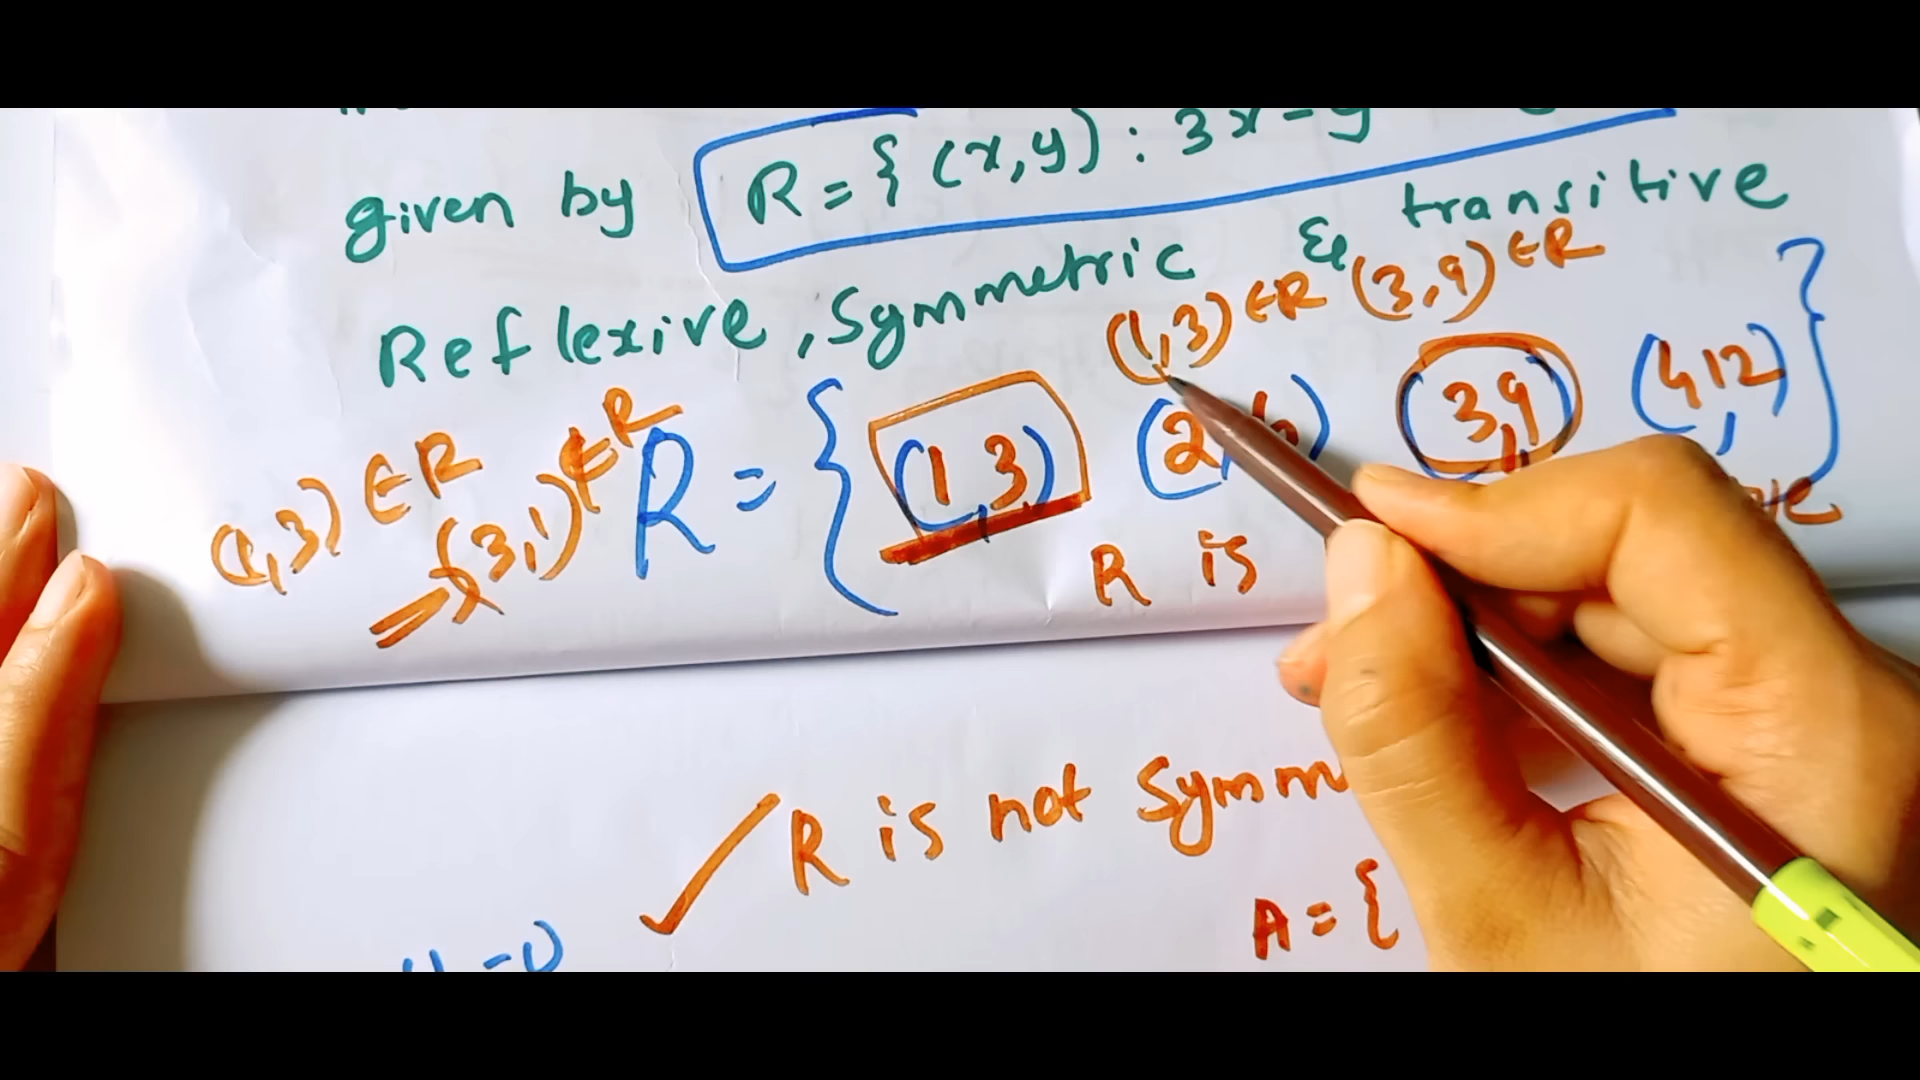 given by R = { (x,y) : 3x-y
Reflexive, Symmetric & transitive
(1,3) ∈ R (3,9) ∈ R
(1,3) ∈ R
⇒ (3,1) ∉ R
R = { (1,3) (2, (3,9) (4,12) }
R is
R is not Symm
A = {